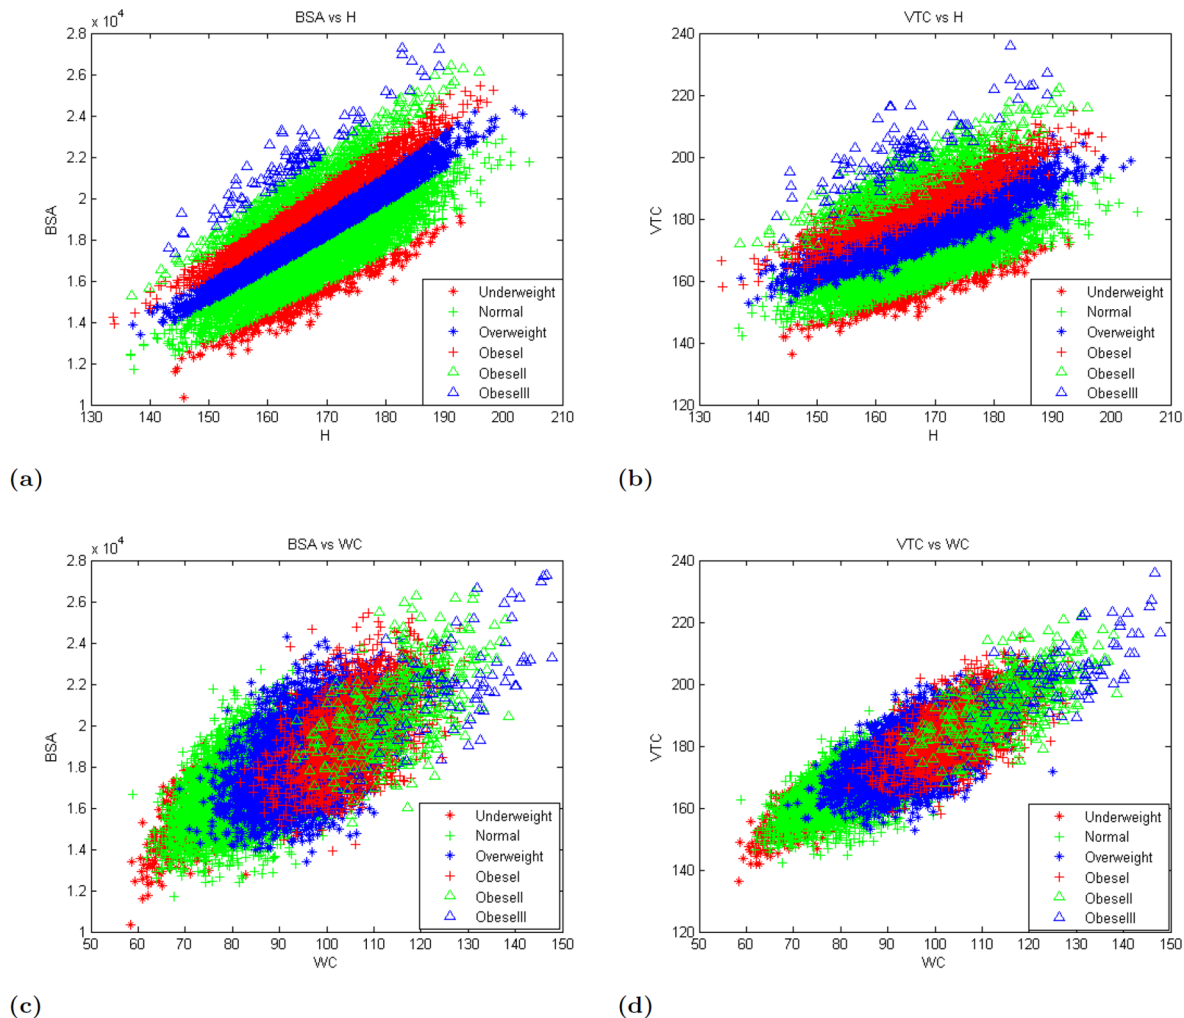 BSA vs H
x 10⁴
2.8
2.6
2.4
2.2
2
1.8
1.6
1.4
1.2
1
BSA
130 140 150 160 170 180 190 200 210
H
Underweight
Normal
Overweight
ObeseI
ObeseII
ObeseIII
(a)
VTC vs H
240
220
200
180
160
140
120
VTC
130 140 150 160 170 180 190 200 210
H
Underweight
Normal
Overweight
ObeseI
ObeseII
ObeseIII
(b)
BSA vs WC
x 10⁴
2.8
2.6
2.4
2.2
2
1.8
1.6
1.4
1.2
1
BSA
50 60 70 80 90 100 110 120 130 140 150
WC
Underweight
Normal
Overweight
ObeseI
ObeseII
ObeseIII
(c)
VTC vs WC
240
220
200
180
160
140
120
VTC
50 60 70 80 90 100 110 120 130 140 150
WC
Underweight
Normal
Overweight
ObeseI
ObeseII
ObeseIII
(d)